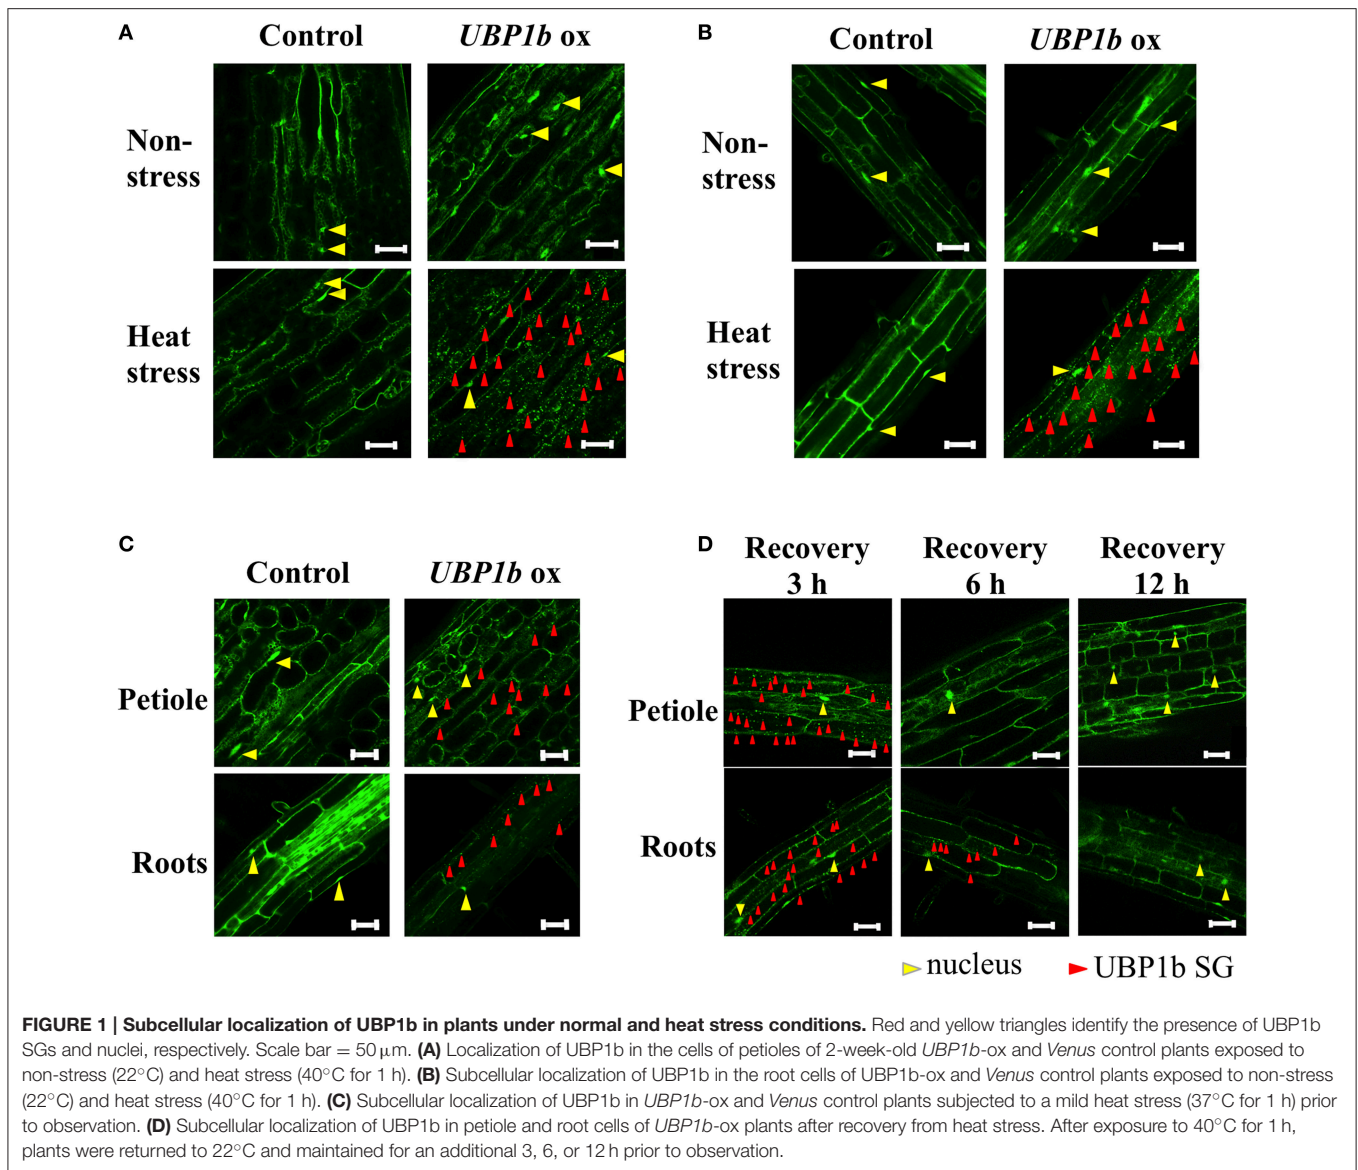 A
Control
UBP1b ox
Non-
stress
Heat
stress
B
Control
UBP1b ox
Non-
stress
Heat
stress
C
Control
UBP1b ox
Petiole
Roots
D
Recovery
3 h
Recovery
6 h
Recovery
12 h
Petiole
Roots
nucleus
UBP1b SG
FIGURE 1 | Subcellular localization of UBP1b in plants under normal and heat stress conditions. Red and yellow triangles identify the presence of UBP1b
SGs and nuclei, respectively. Scale bar = 50 μm. (A) Localization of UBP1b in the cells of petioles of 2-week-old UBP1b-ox and Venus control plants exposed to
non-stress (22°C) and heat stress (40°C for 1 h). (B) Subcellular localization of UBP1b in the root cells of UBP1b-ox and Venus control plants exposed to non-stress
(22°C) and heat stress (40°C for 1 h). (C) Subcellular localization of UBP1b in UBP1b-ox and Venus control plants subjected to a mild heat stress (37°C for 1 h) prior
to observation. (D) Subcellular localization of UBP1b in petiole and root cells of UBP1b-ox plants after recovery from heat stress. After exposure to 40°C for 1 h,
plants were returned to 22°C and maintained for an additional 3, 6, or 12 h prior to observation.